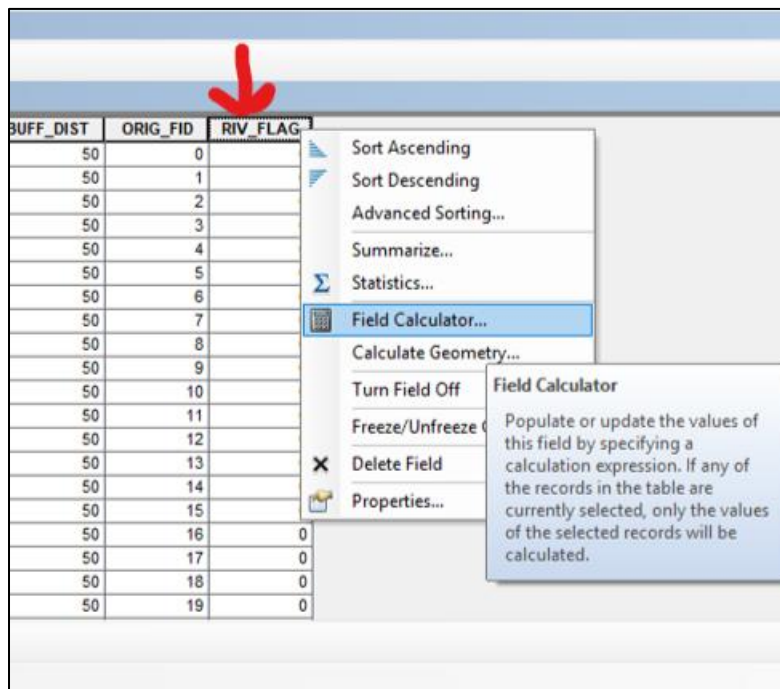 BUFF_DIST ORIG_FID RIV_FLAG
50 0
50 1
50 2
50 3
50 4
50 5
50 6
50 7
50 8
50 9
50 10
50 11
50 12
50 13
50 14
50 15
50 16 0
50 17 0
50 18 0
50 19 0
Sort Ascending
Sort Descending
Advanced Sorting...
Summarize...
Σ Statistics...
Field Calculator...
Calculate Geometry...
Turn Field Off
Freeze/Unfreeze
Delete Field
Properties...
Field Calculator
Populate or update the values of
this field by specifying a
calculation expression. If any of
the records in the table are
currently selected, only the values
of the selected records will be
calculated.